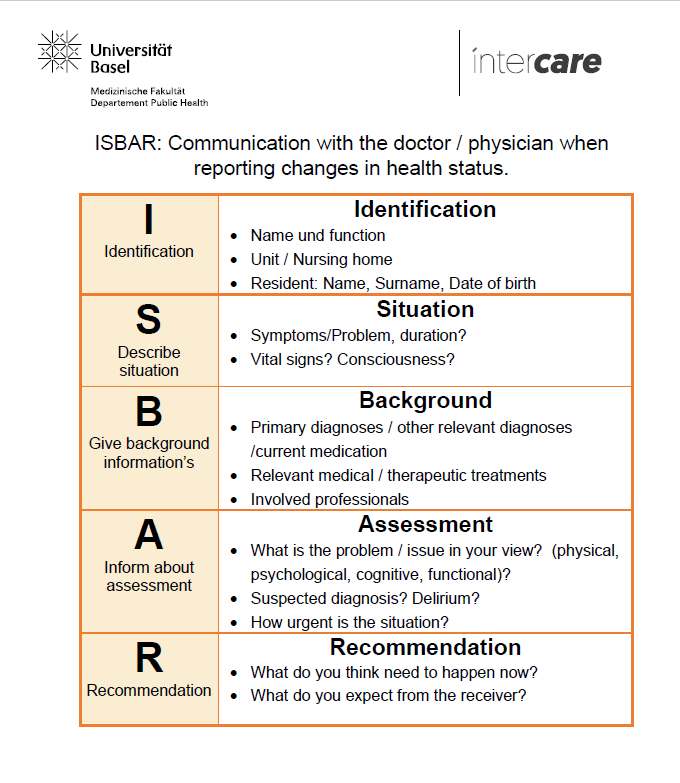 Universität
Basel
Medizinische Fakultät
Departement Public Health
intercare
ISBAR: Communication with the doctor / physician when
reporting changes in health status.
I
Identification
Identification
• Name und function
• Unit / Nursing home
• Resident: Name, Surname, Date of birth
S
Describe
situation
Situation
• Symptoms/Problem, duration?
• Vital signs? Consciousness?
B
Give background
information’s
Background
• Primary diagnoses / other relevant diagnoses
/current medication
• Relevant medical / therapeutic treatments
• Involved professionals
A
Inform about
assessment
Assessment
• What is the problem / issue in your view?  (physical,
psychological, cognitive, functional)?
• Suspected diagnosis? Delirium?
• How urgent is the situation?
R
Recommendation
Recommendation
• What do you think need to happen now?
• What do you expect from the receiver?